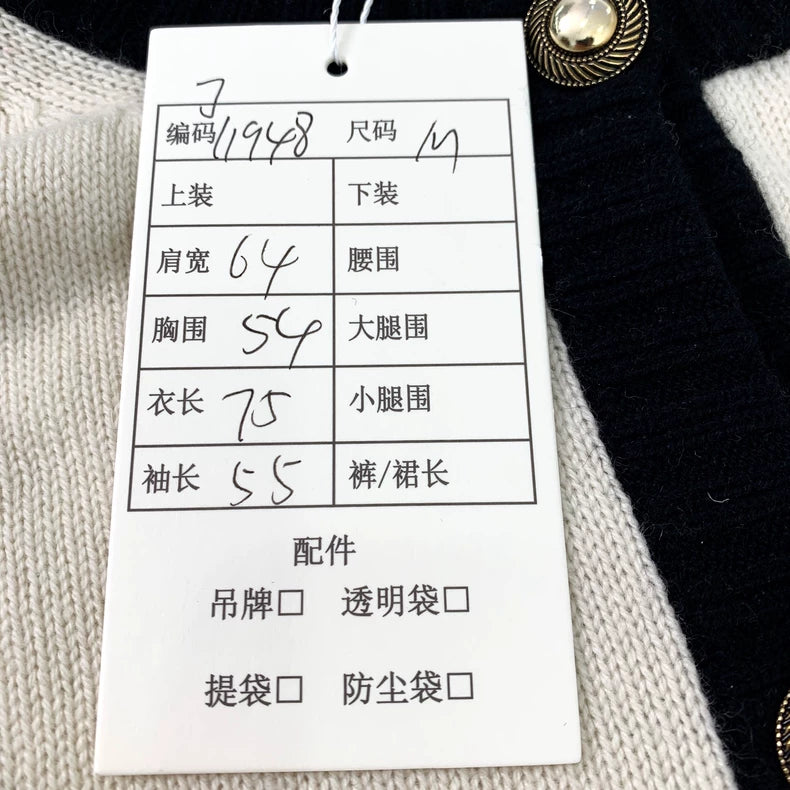 编码 11948 尺码 M
上装 下装
肩宽 64 腰围
胸围 54 大腿围
衣长 75 小腿围
袖长 55 裤/裙长
配件
吊牌□ 透明袋□
提袋□ 防尘袋□